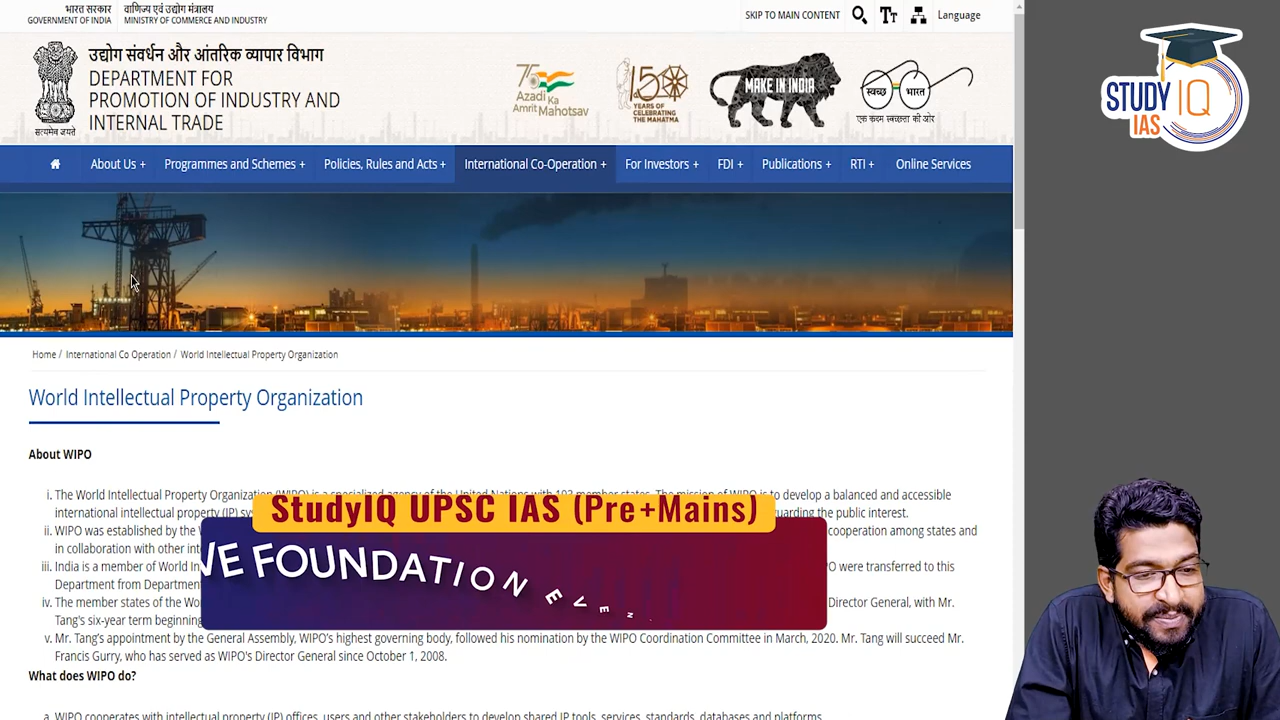 भारत सरकार
GOVERNMENT OF INDIA
वाणिज्य एवं उद्योग मंत्रालय
MINISTRY OF COMMERCE AND INDUSTRY
SKIP TO MAIN CONTENT
TT
Language
सत्यमेव जयते
उद्योग संवर्धन और आंतरिक व्यापार विभाग
DEPARTMENT FOR
PROMOTION OF INDUSTRY AND
INTERNAL TRADE
75
Azadi Ka
Amrit Mahotsav
150
YEARS OF
CELEBRATING
THE MAHATMA
MAKE IN INDIA
स्वच्छ भारत
एक कदम स्वच्छता की ओर
STUDY IQ
IAS
About Us +
Programmes and Schemes +
Policies, Rules and Acts +
International Co-Operation +
For Investors +
FDI +
Publications +
RTI +
Online Services
Home / International Co Operation / World Intellectual Property Organization
World Intellectual Property Organization
About WIPO
i. The World Intellectual Property Organization (WIPO) is a specialized agency of the United Nations with 193 member states. The mission of WIPO is to develop a balanced and accessible
international intellectual property (IP) guarding the public interest.
ii. WIPO was established by the cooperation among states and
in collaboration with other
iii. India is a member of World were transferred to this
Department from
iv. The member states of the Director General, with Mr.
Tang's six-year term beginning
v. Mr. Tang's appointment by the General Assembly, WIPO's highest governing body, followed his nomination by the WIPO Coordination Committee in March, 2020. Mr. Tang will succeed Mr.
Francis Gurry, who has served as WIPO's Director General since October 1, 2008.
What does WIPO do?
a. WIPO cooperates with intellectual property (IP) offices, users and other stakeholders to develop shared IP tools, services, standards, databases and platforms
StudyIQ UPSC IAS (Pre+Mains)
VE FOUNDATION EVEN